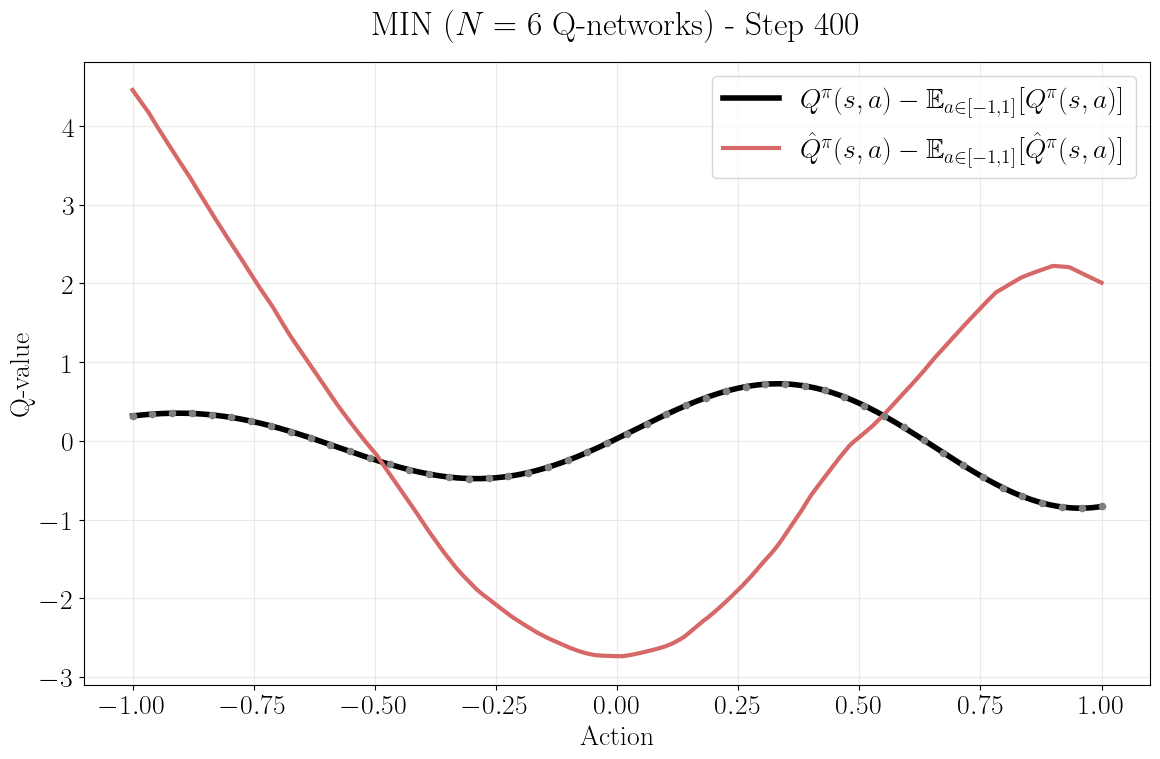 MIN (N = 6 Q-networks) - Step 400
Q^π(s, a) − 𝔼_{a∈[−1,1]}[Q^π(s, a)]
Q̂^π(s, a) − 𝔼_{a∈[−1,1]}[Q̂^π(s, a)]
Q-value
4
3
2
1
0
−1
−2
−3
−1.00 −0.75 −0.50 −0.25 0.00 0.25 0.50 0.75 1.00
Action